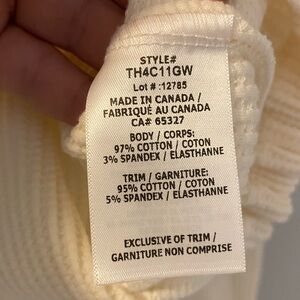 STYLE#
TH4C11GW
Lot # :12785
MADE IN CANADA /
FABRIQUÉ AU CANADA
CA# 65327
BODY / CORPS:
97% COTTON / COTON
3% SPANDEX / ELASTHANNE
TRIM / GARNITURE:
95% COTTON / COTON
5% SPANDEX / ELASTHANNE
EXCLUSIVE OF TRIM /
GARNITURE NON COMPRISE